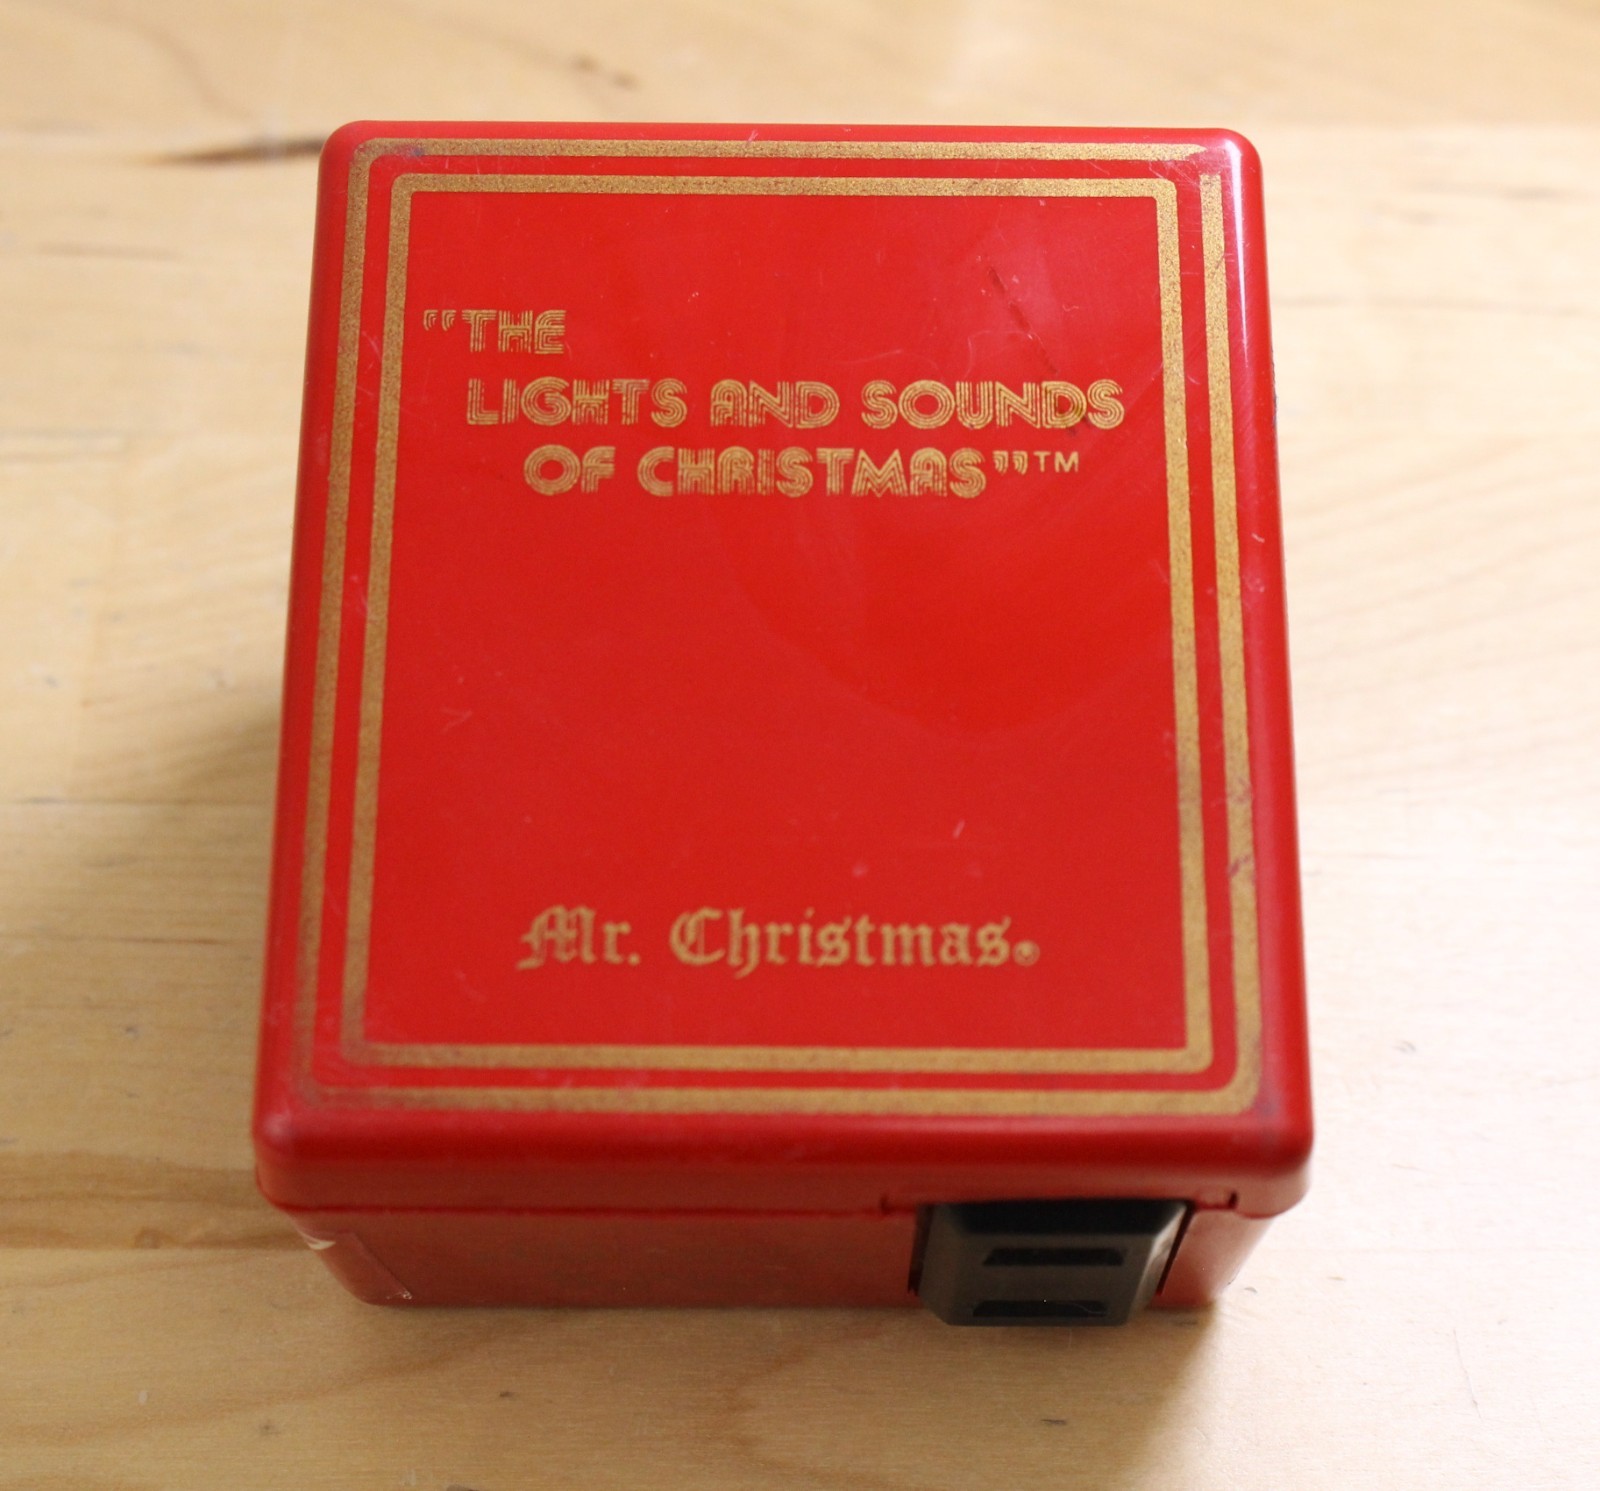 "THE
LIGHTS AND SOUNDS
OF CHRISTMAS"™
Mr. Christmas®